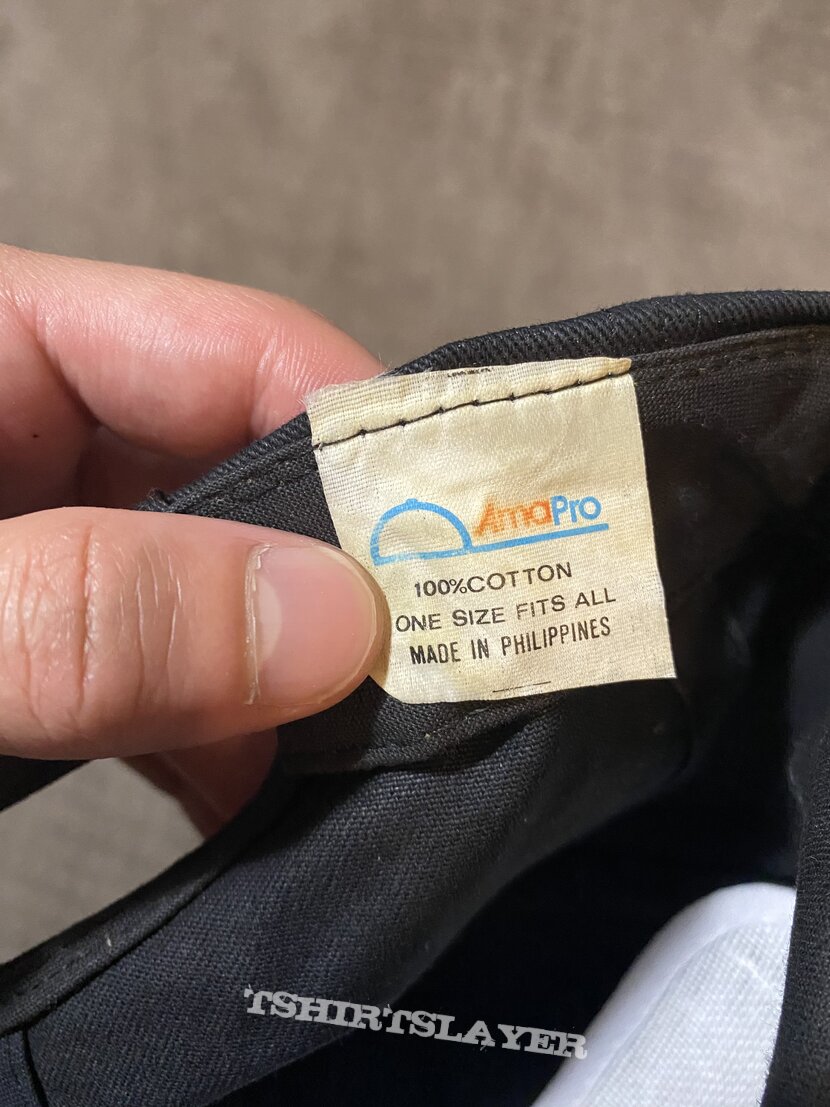 AmaPro
100%COTTON
ONE SIZE FITS ALL
MADE IN PHILIPPINES
TSHIRTSLAYER